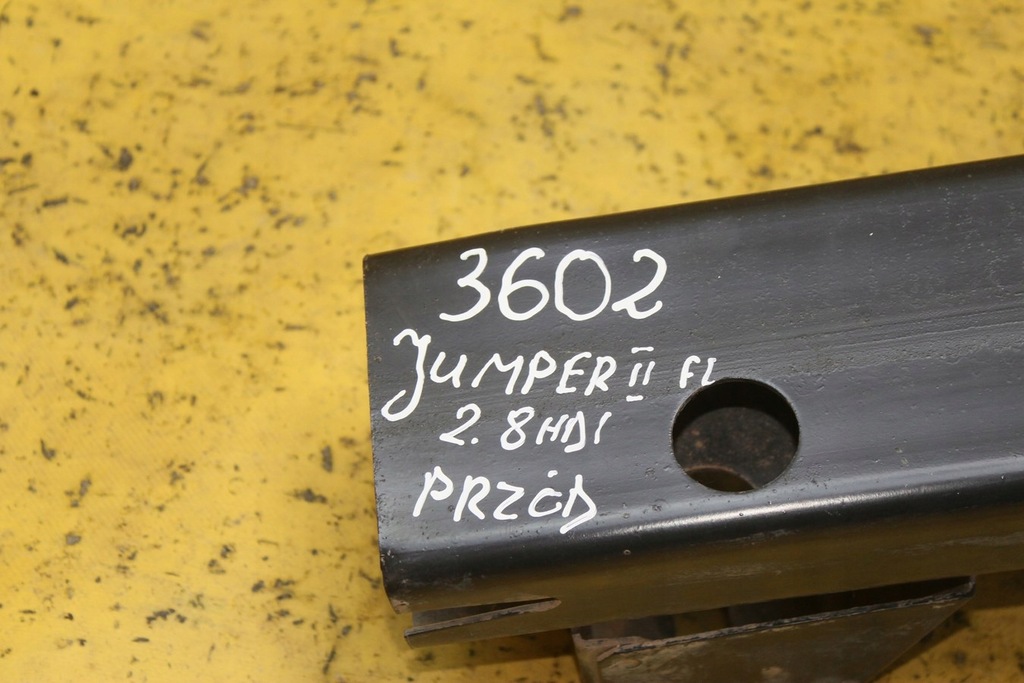 3602
JUMPER II FL
2.8HDI
PRZÓD